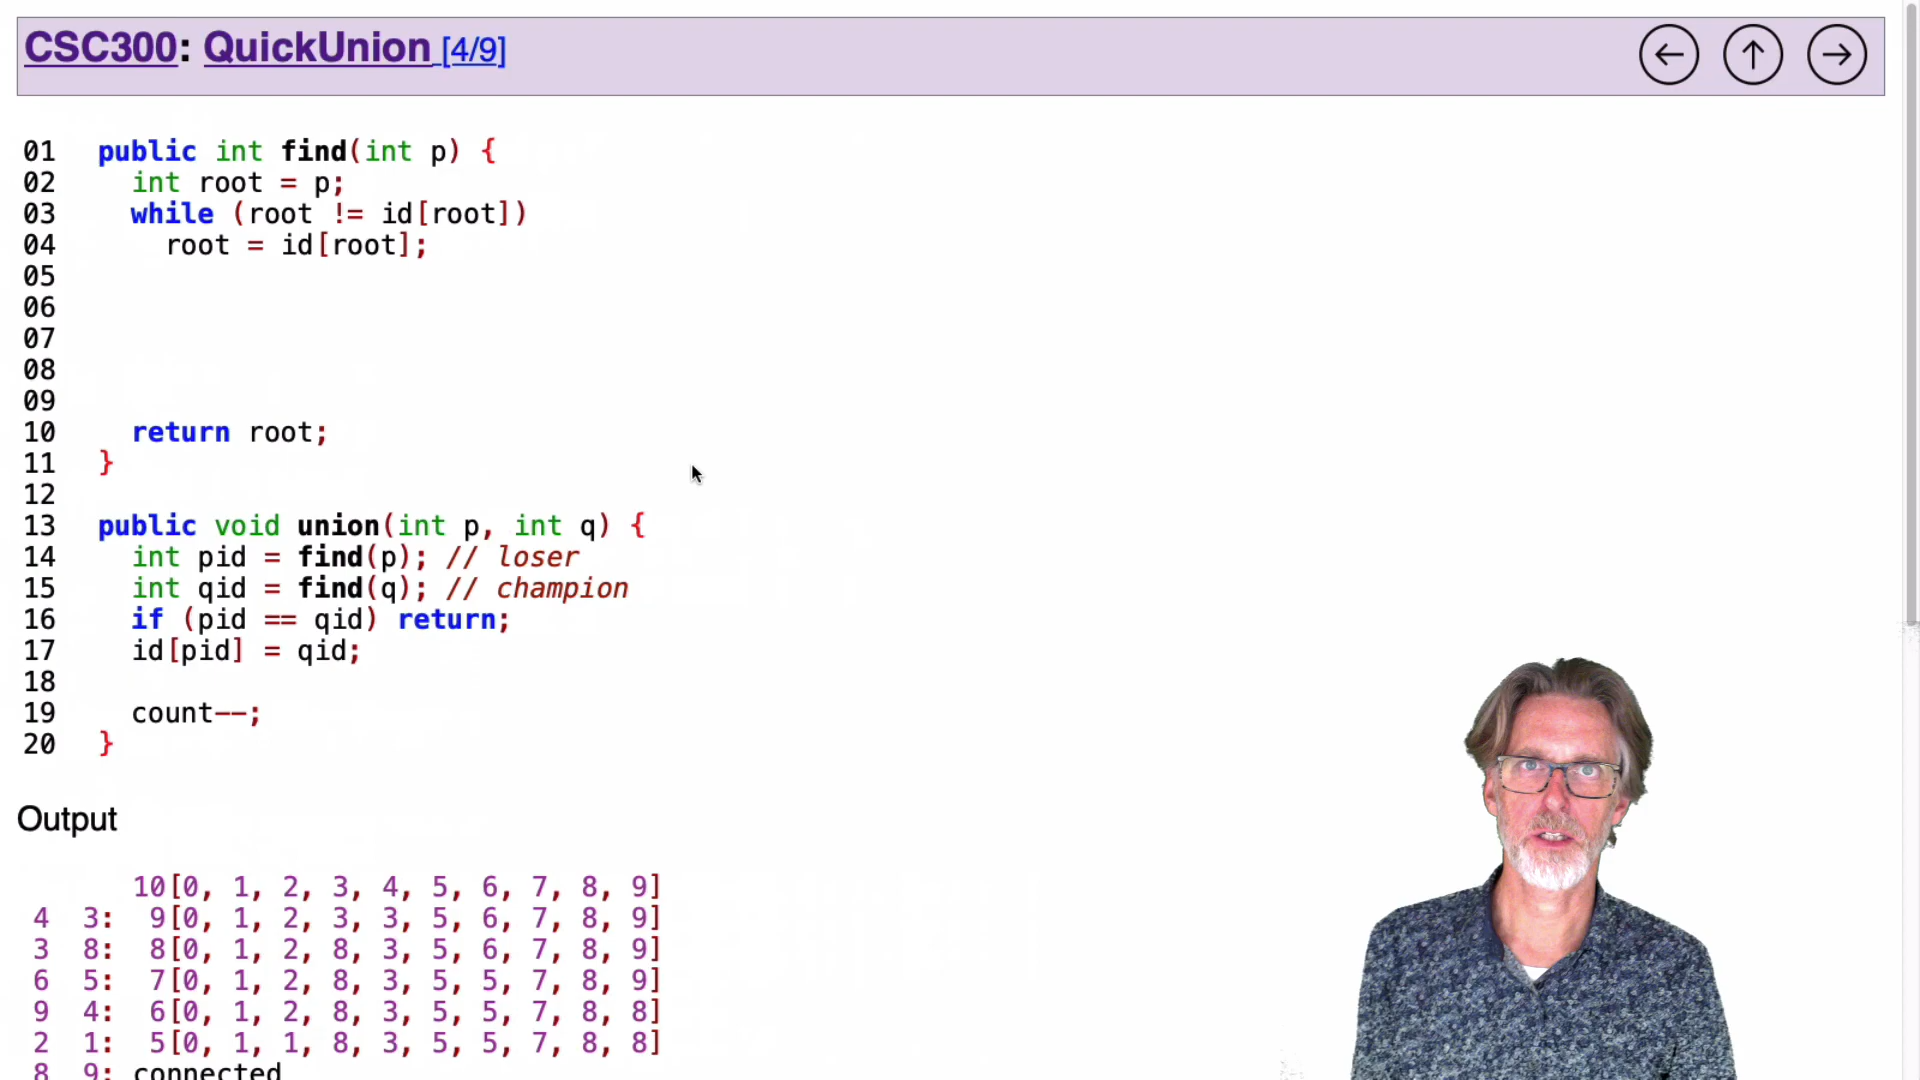 CSC300: QuickUnion [4/9]
01 public int find(int p) {
02 int root = p;
03 while (root != id[root])
04 root = id[root];
05
06
07
08
09
10 return root;
11 }
12
13 public void union(int p, int q) {
14 int pid = find(p); // loser
15 int qid = find(q); // champion
16 if (pid == qid) return;
17 id[pid] = qid;
18
19 count--;
20 }
Output
10[0, 1, 2, 3, 4, 5, 6, 7, 8, 9]
4 3: 9[0, 1, 2, 3, 3, 5, 6, 7, 8, 9]
3 8: 8[0, 1, 2, 8, 3, 5, 6, 7, 8, 9]
6 5: 7[0, 1, 2, 8, 3, 5, 5, 7, 8, 9]
9 4: 6[0, 1, 2, 8, 3, 5, 5, 7, 8, 8]
2 1: 5[0, 1, 1, 8, 3, 5, 5, 7, 8, 8]
8 9: connected